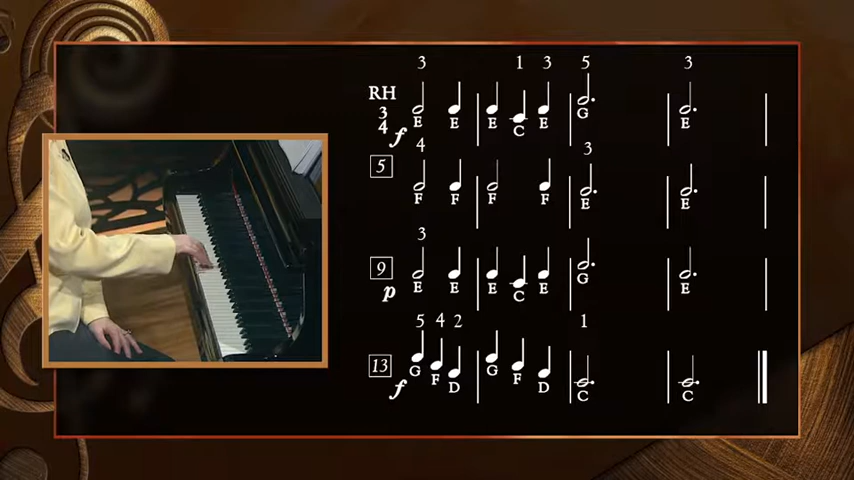 3 1 3 5 3
RH 3 4 f E E E C E G E
4 3
5 F F F F E E
3
9 p E E E C E G E
5 4 2 1
13 f G F D G F D C C